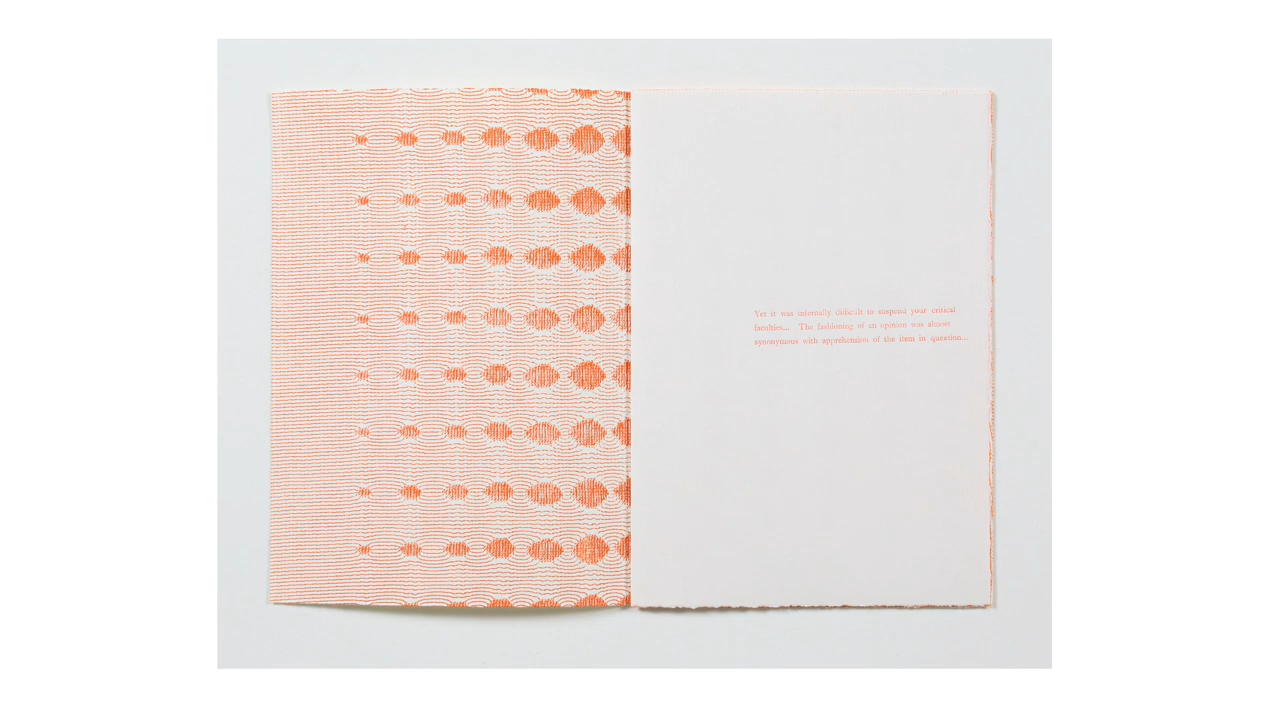 Yet it was infernally difficult to suspend your critical
faculties... The fashioning of an opinion was almost
synonymous with apprehension of the item in question...